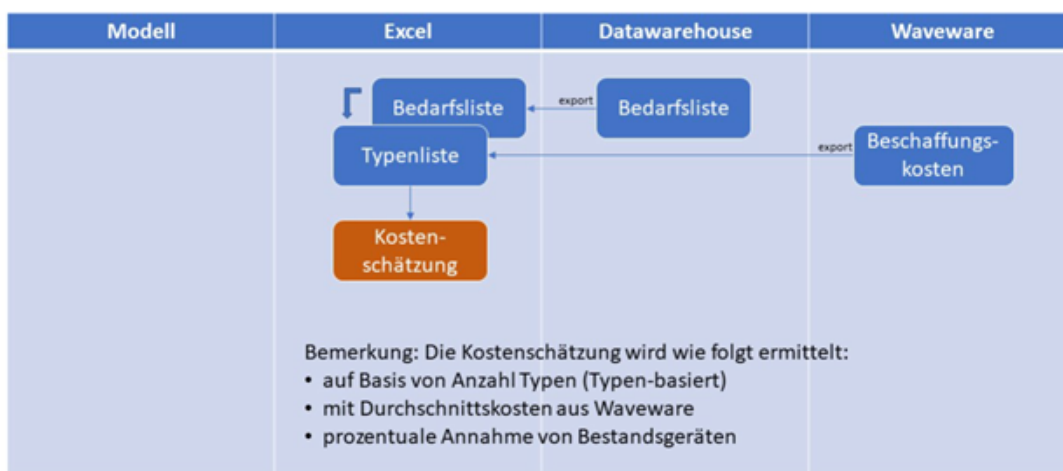 Modell Excel Datawarehouse Waveware
Bedarfsliste export Bedarfsliste
Typenliste export Beschaffungs-
kosten
Kosten-
schätzung
Bemerkung: Die Kostenschätzung wird wie folgt ermittelt:
• auf Basis von Anzahl Typen (Typen-basiert)
• mit Durchschnittskosten aus Waveware
• prozentuale Annahme von Bestandsgeräten